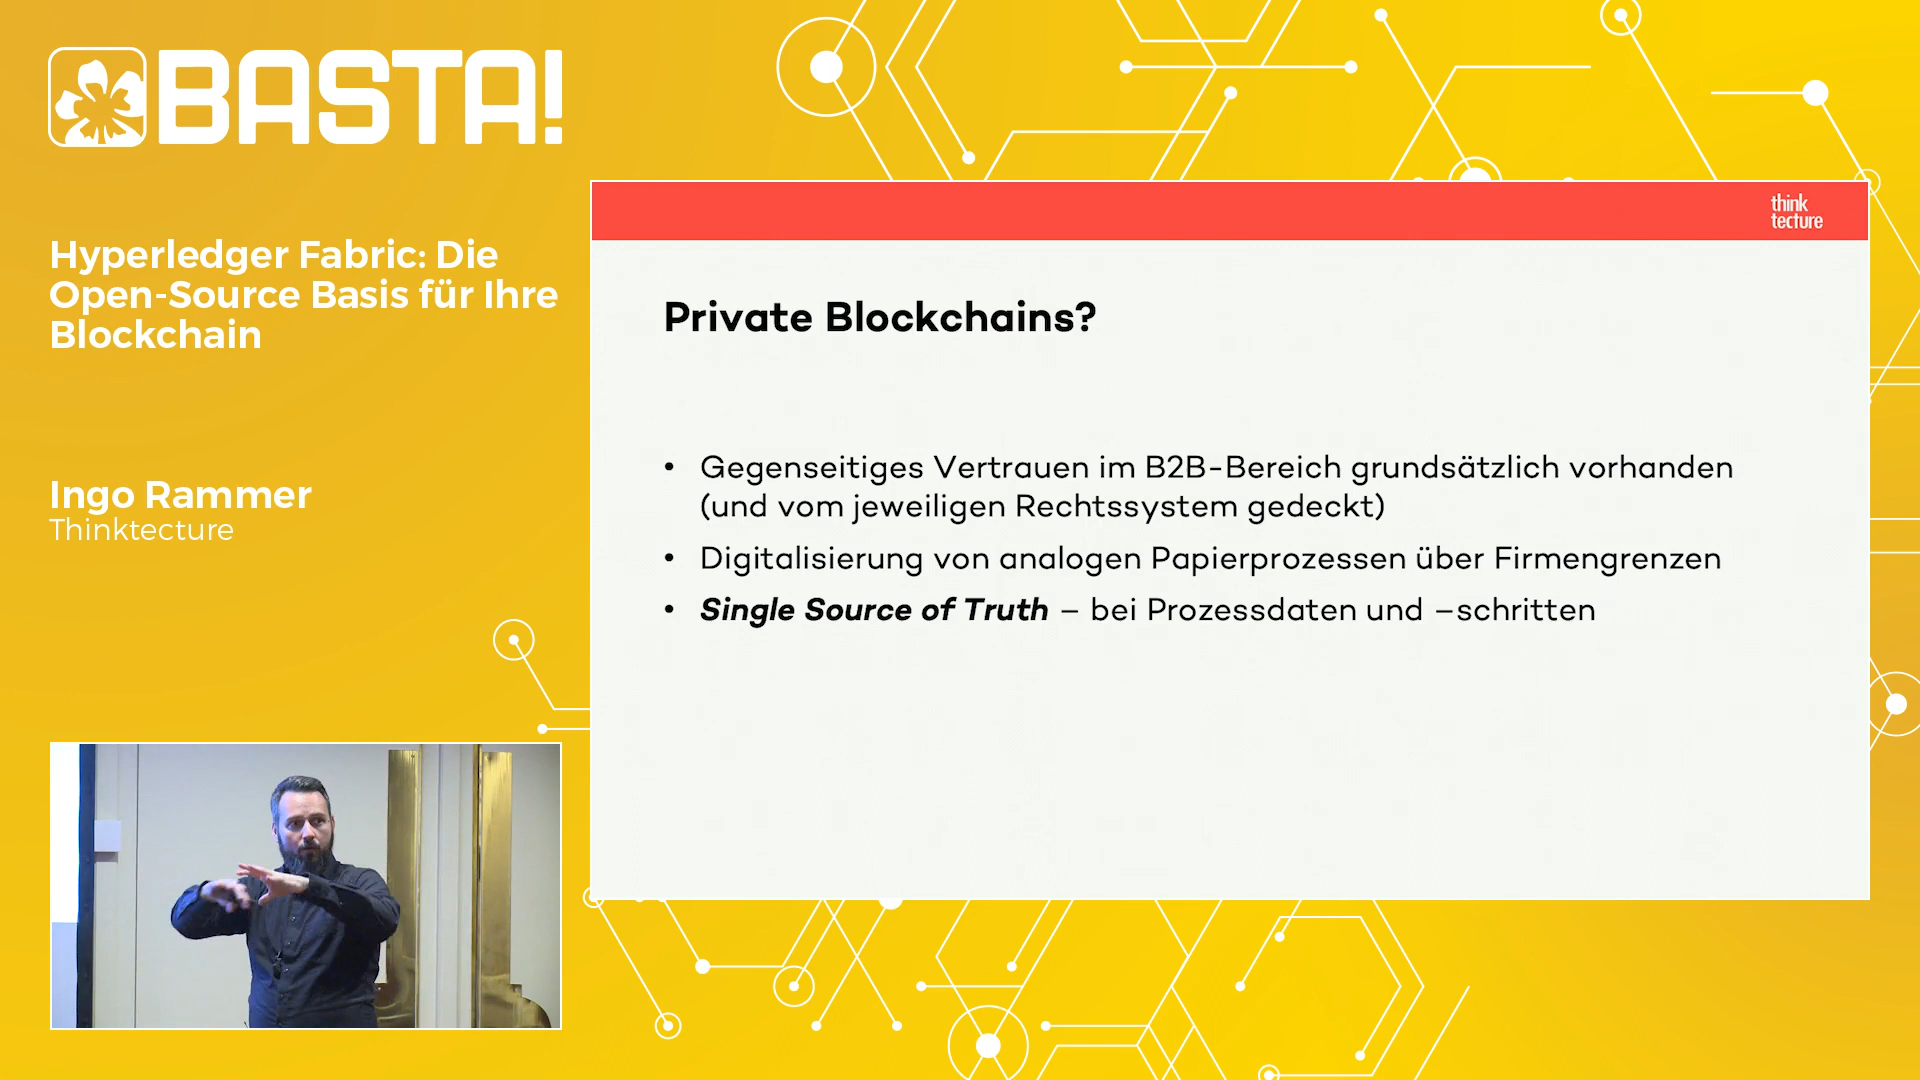 BASTA!
Hyperledger Fabric: Die
Open-Source Basis für Ihre
Blockchain
Ingo Rammer
Thinktecture
think
tecture
Private Blockchains?
• Gegenseitiges Vertrauen im B2B-Bereich grundsätzlich vorhanden
(und vom jeweiligen Rechtssystem gedeckt)
• Digitalisierung von analogen Papierprozessen über Firmengrenzen
• Single Source of Truth – bei Prozessdaten und –schritten